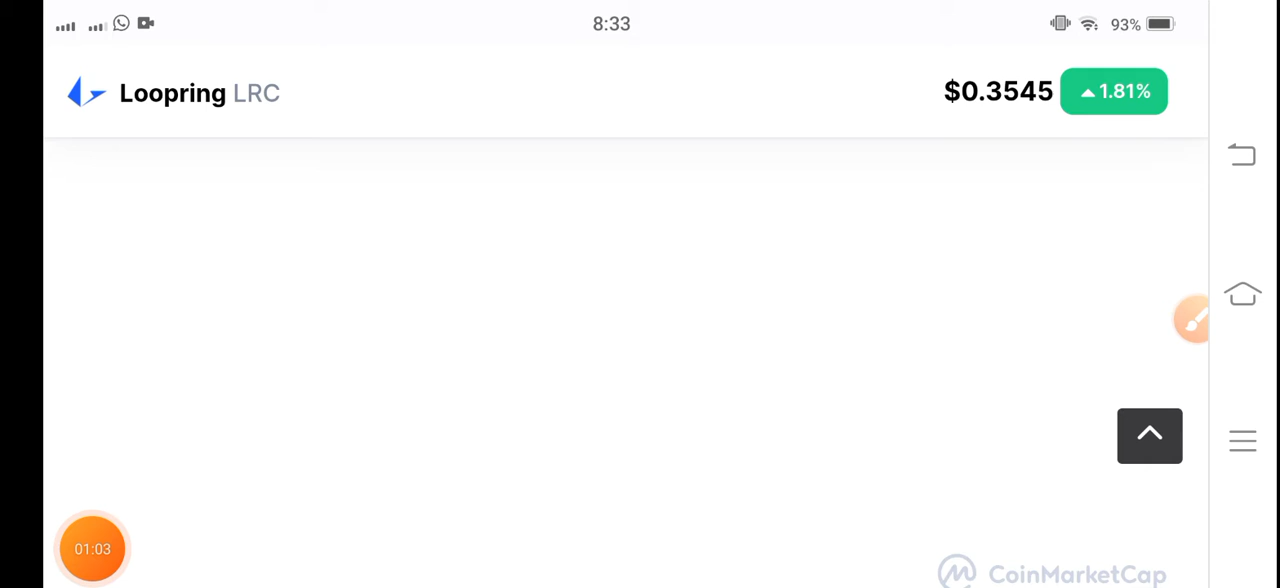 8:33
93%
Loopring LRC
$0.3545
1.81%
01:03
CoinMarketCap